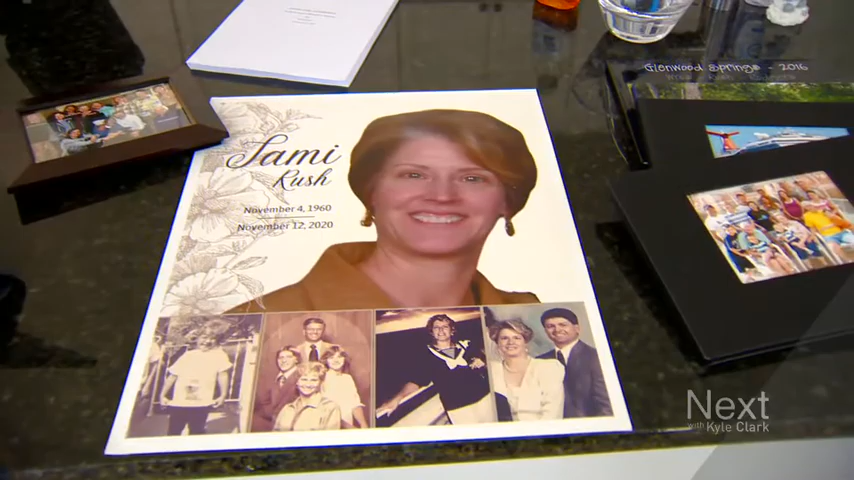 Sami
Rush
November 4, 1960
November 12, 2020
Glenwood Springs - 2016
Next
with Kyle Clark